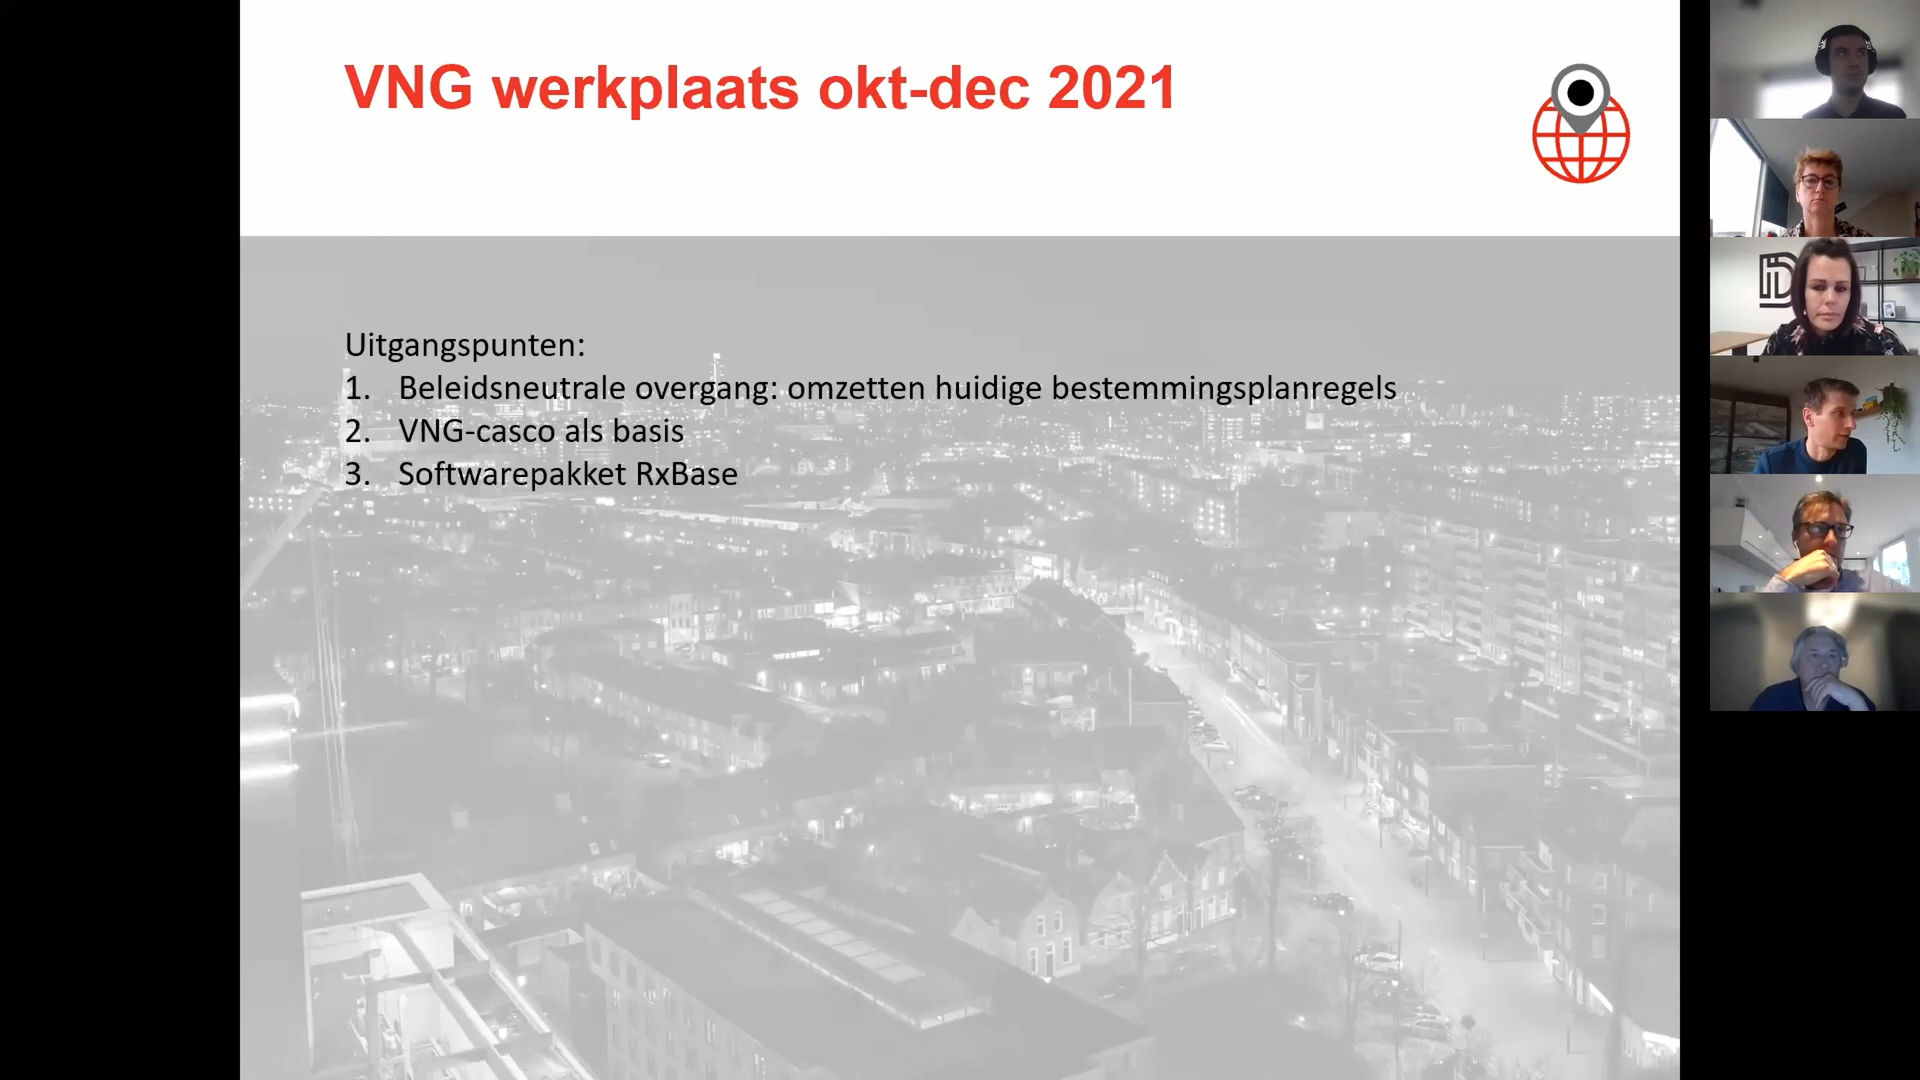 VNG werkplaats okt-dec 2021
Uitgangspunten:
1. Beleidsneutrale overgang: omzetten huidige bestemmingsplanregels
2. VNG-casco als basis
3. Softwarepakket RxBase